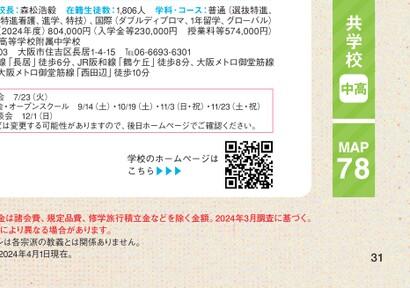 校長：森松浩毅　在籍生徒数：1,806人　学科・コース：普通（選抜特進、
特進看護、進学、特技）、国際（ダブルディプロマ、1年留学、グローバル）
（2024年度）804,000円（入学金等230,000円　授業料等574,000円）
高等学校附属中学校
03　大阪市住吉区長居1-4-15　TEL06-6693-6301
線「長居」徒歩6分、JR阪和線「鶴ケ丘」徒歩8分、大阪メトロ御堂筋線
大阪メトロ御堂筋線「西田辺」徒歩10分
会　7/23（火）
会・オープンスクール　9/14（土）・10/19（土）・11/3（日・祝）・11/23（土・祝）
談会　12/1（日）
は変更する可能性がありますので、後日ホームページでご確認ください。
学校のホームページは
こちら▶▶▶
共学校
中高
MAP
78
金は諸会費、規定品費、修学旅行積立金などを除く金額。2024年3月調査に基づく。
により異なる場合があります。
ンは各宗派の教義とは関係ありません。
2024年4月1日現在。
31